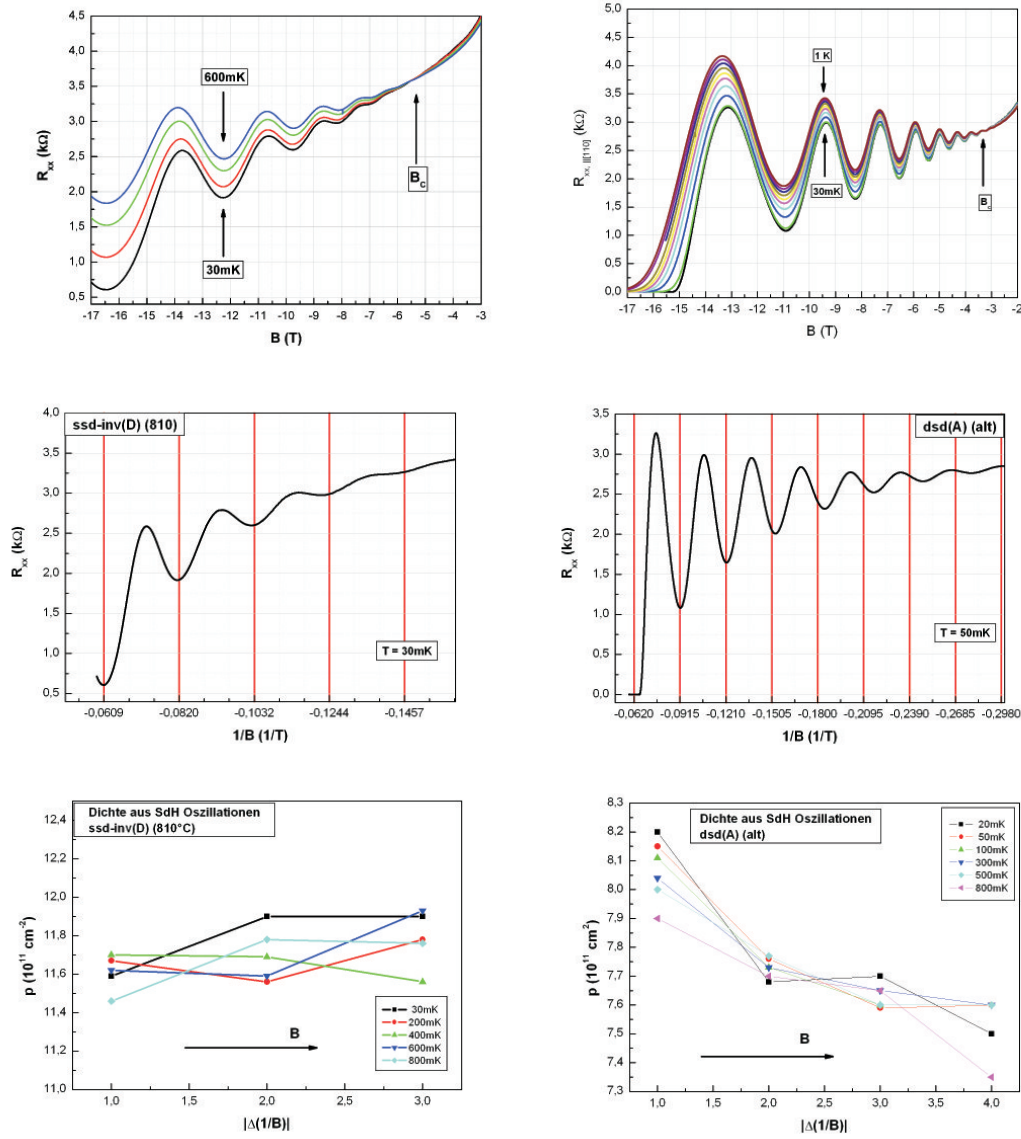 4,5
4,0
3,5
3,0
2,5
2,0
1,5
1,0
0,5
R_xx (kΩ)
600mK
30mK
B_c
-17 -16 -15 -14 -13 -12 -11 -10 -9 -8 -7 -6 -5 -4 -3
B (T)
5,0
4,5
4,0
3,5
3,0
2,5
2,0
1,5
1,0
0,5
0,0
R_xx, ||[110] (kΩ)
1 K
30mK
B_c
-17 -16 -15 -14 -13 -12 -11 -10 -9 -8 -7 -6 -5 -4 -3 -2
B (T)
4,0
3,5
3,0
2,5
2,0
1,5
1,0
0,5
R_xx (kΩ)
ssd-inv(D) (810)
T = 30mK
-0,0609 -0,0820 -0,1032 -0,1244 -0,1457
1/B (1/T)
3,5
3,0
2,5
2,0
1,5
1,0
0,5
0,0
R_xx (kΩ)
dsd(A) (alt)
T = 50mK
-0,0620 -0,0915 -0,1210 -0,1505 -0,1800 -0,2095 -0,2390 -0,2685 -0,2980
1/B (1/T)
12,4
12,2
12,0
11,8
11,6
11,4
11,2
11,0
p (10^11 cm^-2)
Dichte aus SdH Oszillationen
ssd-inv(D) (810°C)
30mK
200mK
400mK
600mK
800mK
B
1,0 1,5 2,0 2,5 3,0
|Δ(1/B)|
8,3
8,2
8,1
8,0
7,9
7,8
7,7
7,6
7,5
7,4
7,3
p (10^11 cm^2)
Dichte aus SdH Oszillationen
dsd(A) (alt)
20mK
50mK
100mK
300mK
500mK
800mK
B
1,0 1,5 2,0 2,5 3,0 3,5 4,0
|Δ(1/B)|